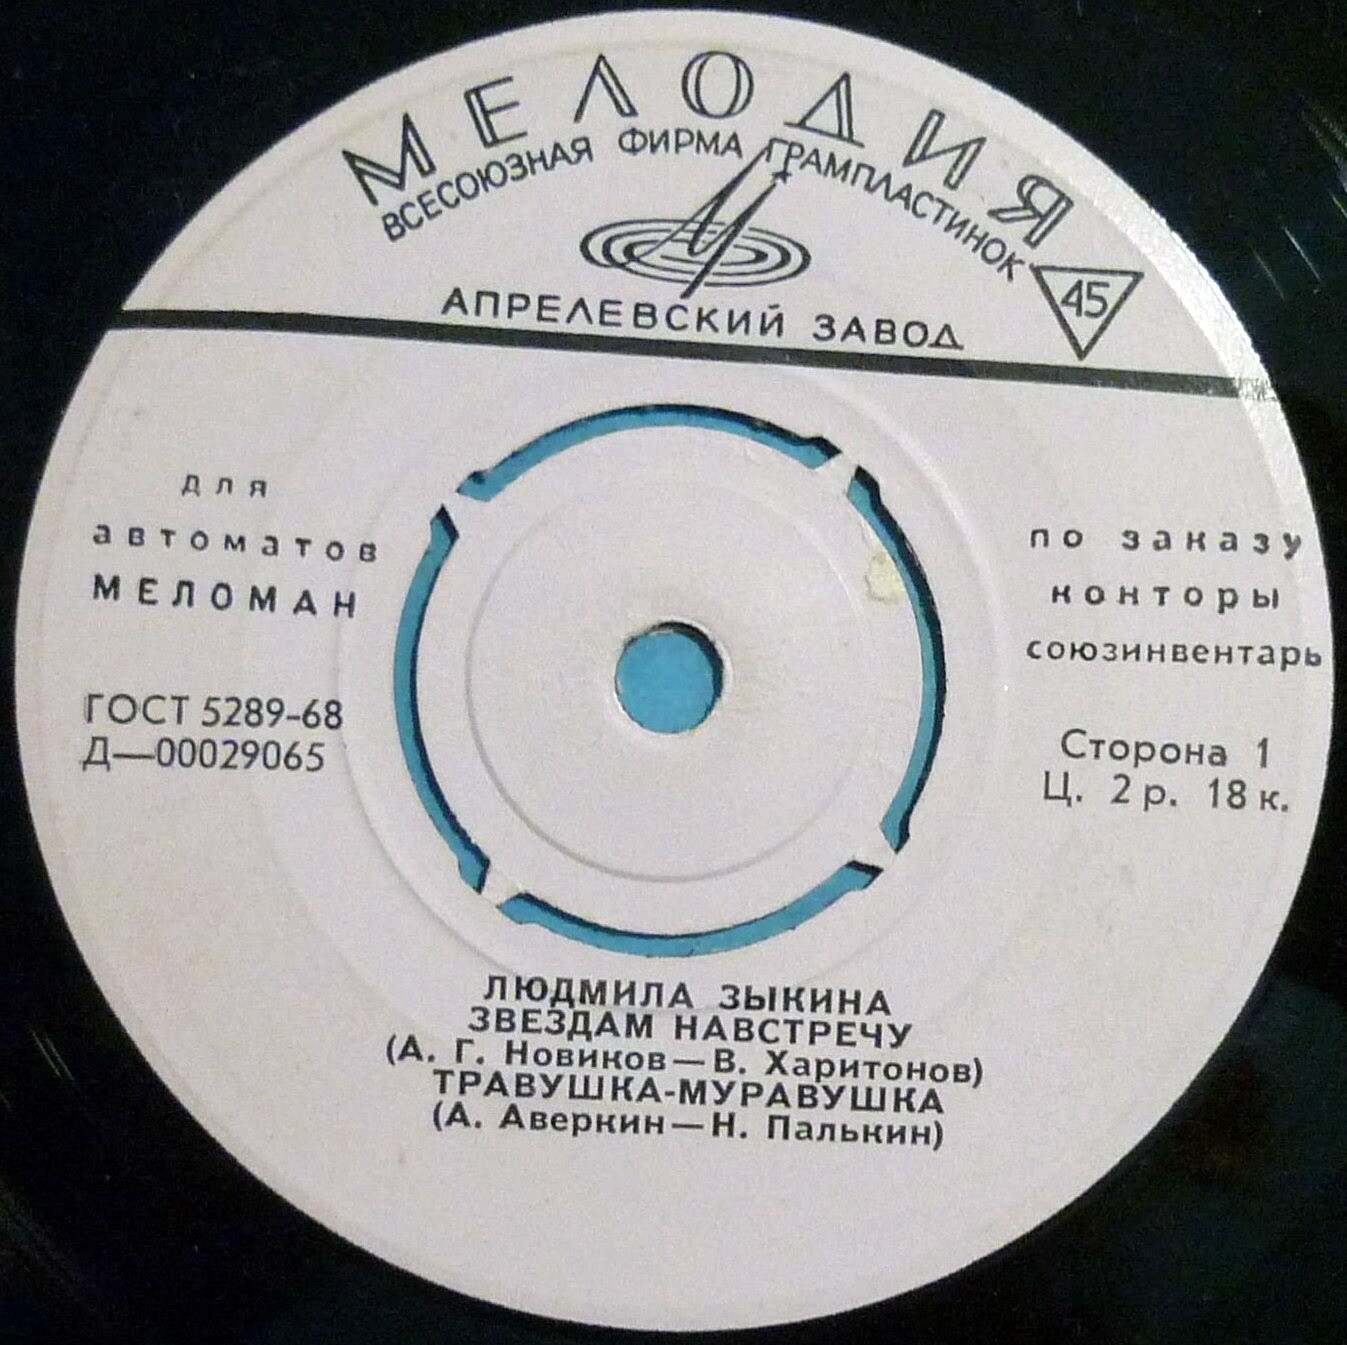 МЕЛОДИЯ
ВСЕСОЮЗНАЯ ФИРМА ГРАМПЛАСТИНОК
45
АПРЕЛЕВСКИЙ ЗАВОД
для
автоматов
МЕЛОМАН
ГОСТ 5289-68
Д—00029065
по заказу
конторы
союзинвентарь
Сторона 1
Ц. 2 р. 18 к.
ЛЮДМИЛА ЗЫКИНА
ЗВЕЗДАМ НАВСТРЕЧУ
(А. Г. Новиков—В. Харитонов)
ТРАВУШКА-МУРАВУШКА
(А. Аверкин—Н. Палькин)